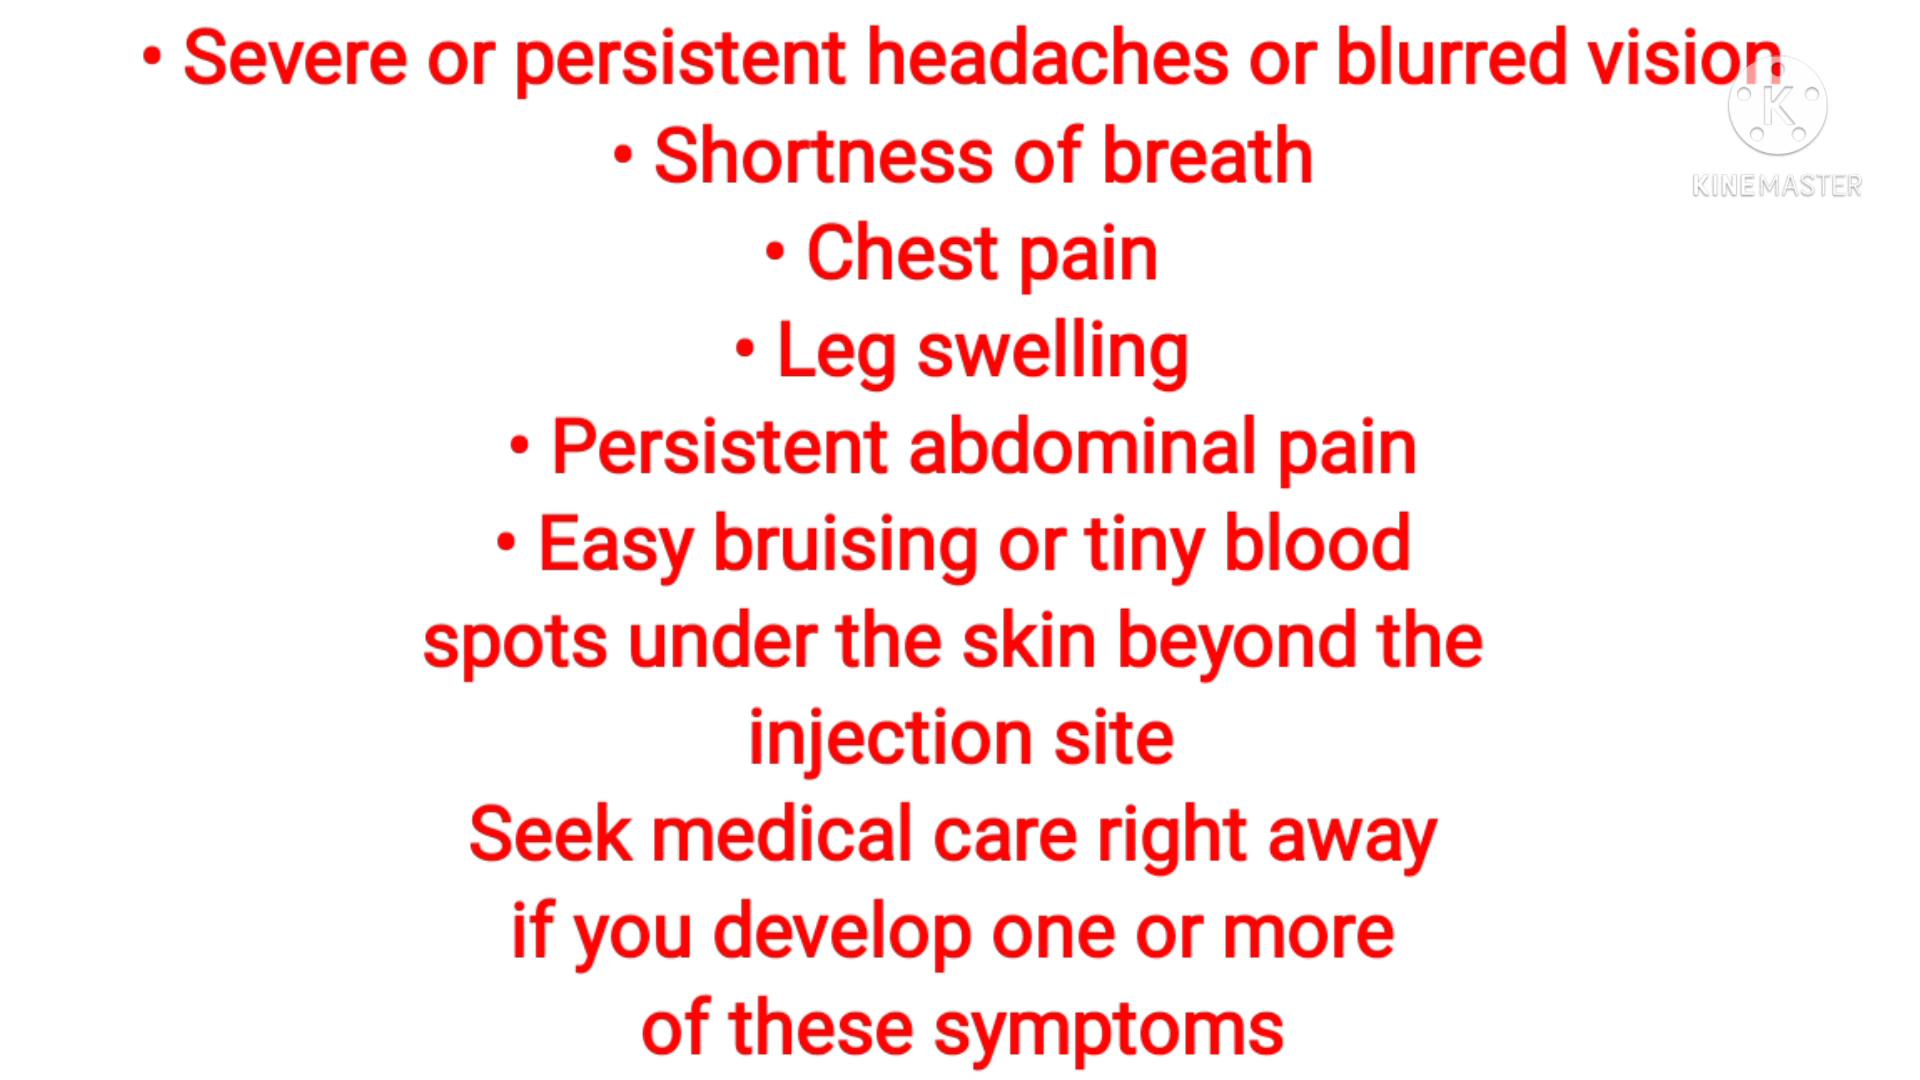 • Severe or persistent headaches or blurred vision
• Shortness of breath
• Chest pain
• Leg swelling
• Persistent abdominal pain
• Easy bruising or tiny blood
spots under the skin beyond the
injection site
Seek medical care right away
if you develop one or more
of these symptoms
K
KINEMASTER